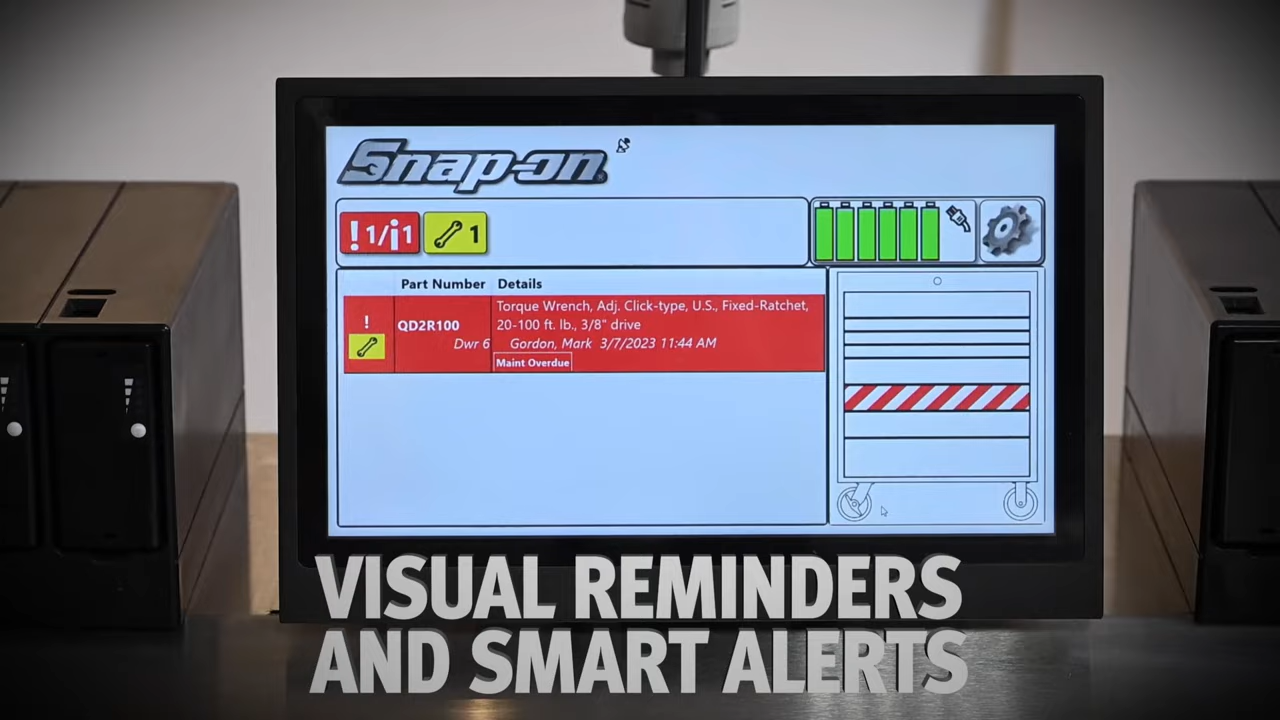 Snap-on
! 1/i1
1
Part Number Details
!
QD2R100
Torque Wrench, Adj. Click-type, U.S., Fixed-Ratchet,
20-100 ft. lb., 3/8" drive
Dwr 6 Gordon, Mark 3/7/2023 11:44 AM
Maint Overdue
VISUAL REMINDERS
AND SMART ALERTS